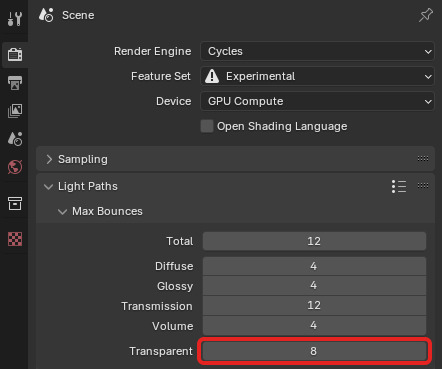 Scene
Render Engine Cycles
Feature Set Experimental
Device GPU Compute
Open Shading Language
Sampling
Light Paths
Max Bounces
Total 12
Diffuse 4
Glossy 4
Transmission 12
Volume 4
Transparent 8